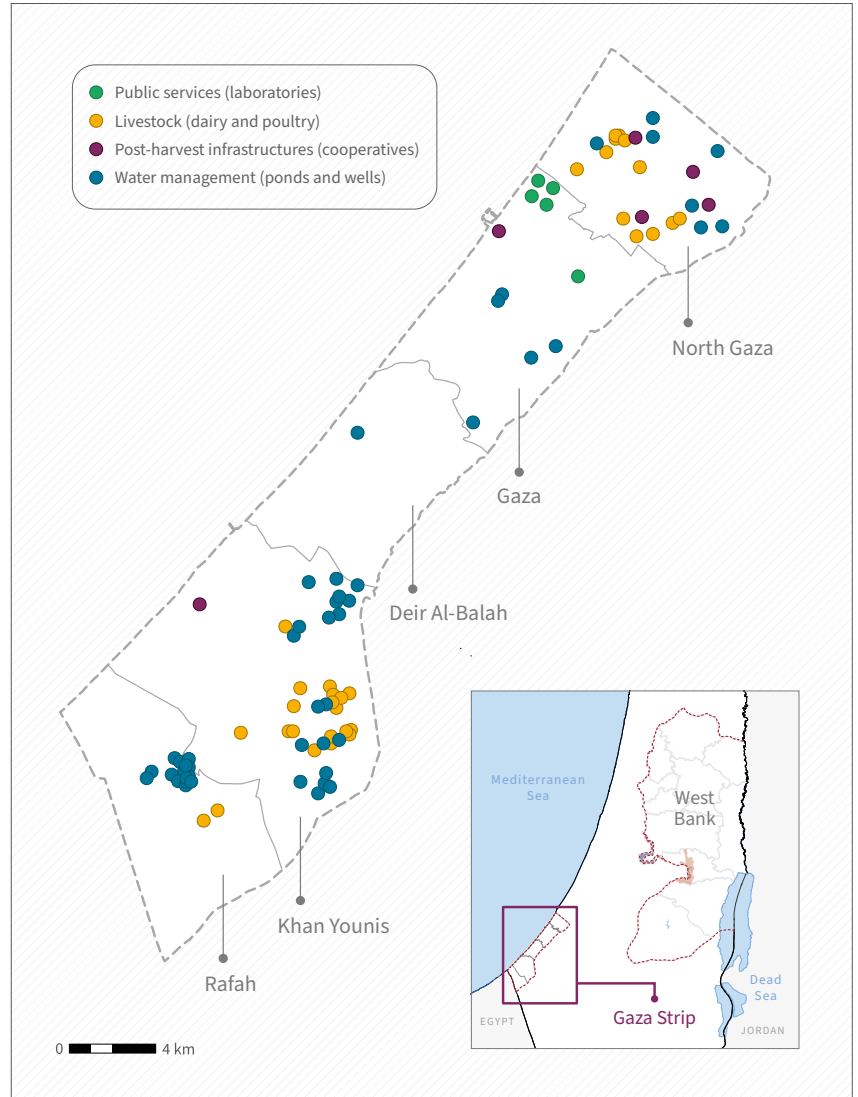 Public services (laboratories)
Livestock (dairy and poultry)
Post-harvest infrastructures (cooperatives)
Water management (ponds and wells)
North Gaza
Gaza
Deir Al-Balah
Khan Younis
Rafah
0 4 km
Mediterranean
Sea
West
Bank
Dead
Sea
Gaza Strip
EGYPT
JORDAN